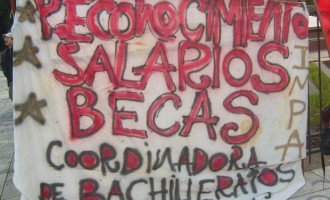 RECONOCIMIENTO
SALARIOS
BECAS
COORDINADORA
DE BACHILLERATOS
IMPA